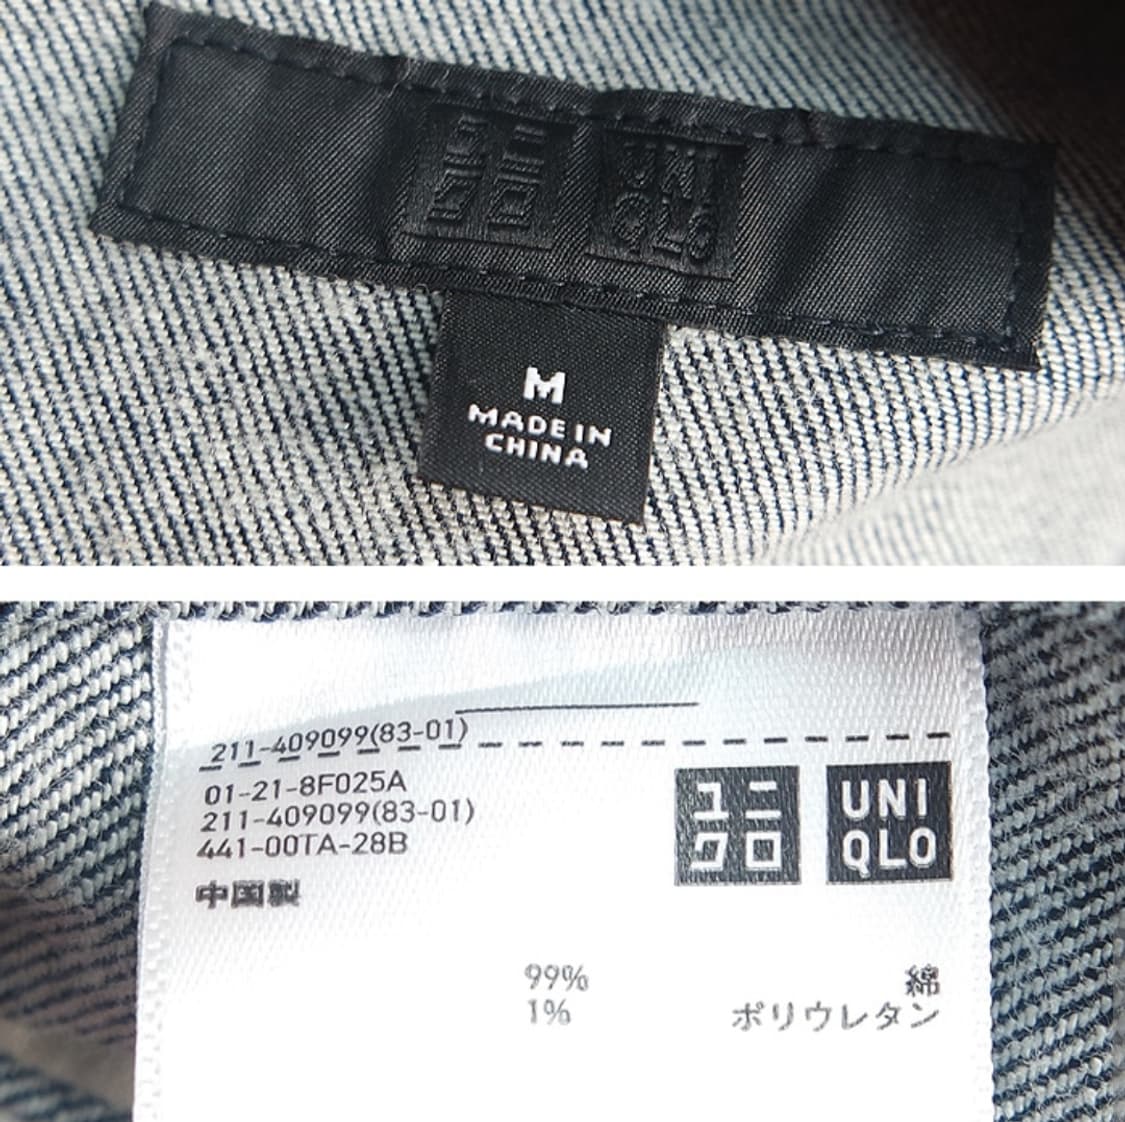 ユニ UNI
クロ QLO
M
MADE IN
CHINA
211-409099(83-01)
01-21-8F025A
211-409099(83-01)
441-00TA-28B
中国製
ユニ UNI
クロ QLO
99% 綿
1% ポリウレタン